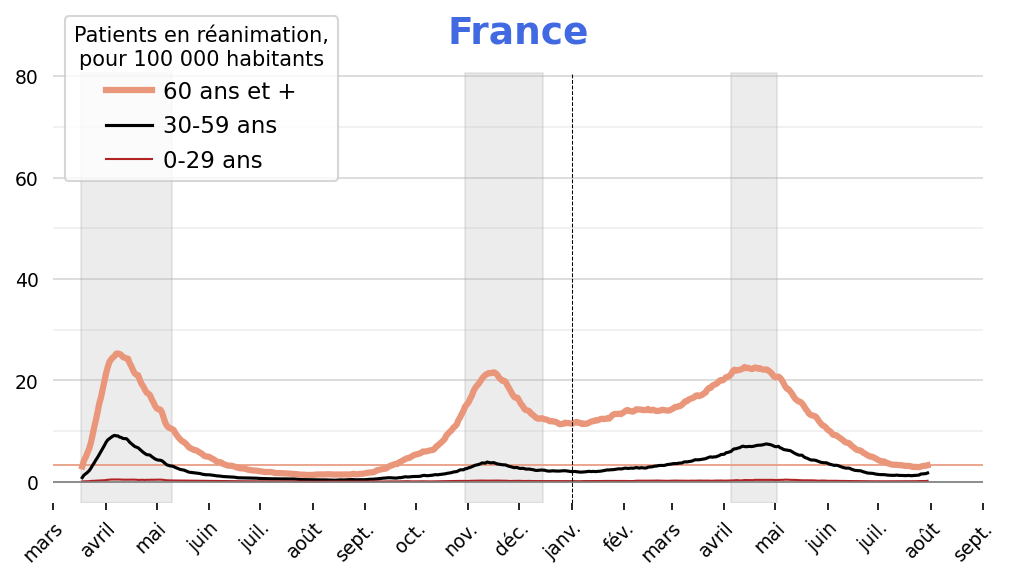 France
Patients en réanimation,
pour 100 000 habitants
60 ans et +
30-59 ans
0-29 ans
80
60
40
20
0
mars
avril
mai
juin
juil.
août
sept.
oct.
nov.
déc.
janv.
fév.
mars
avril
mai
juin
juil.
août
sept.